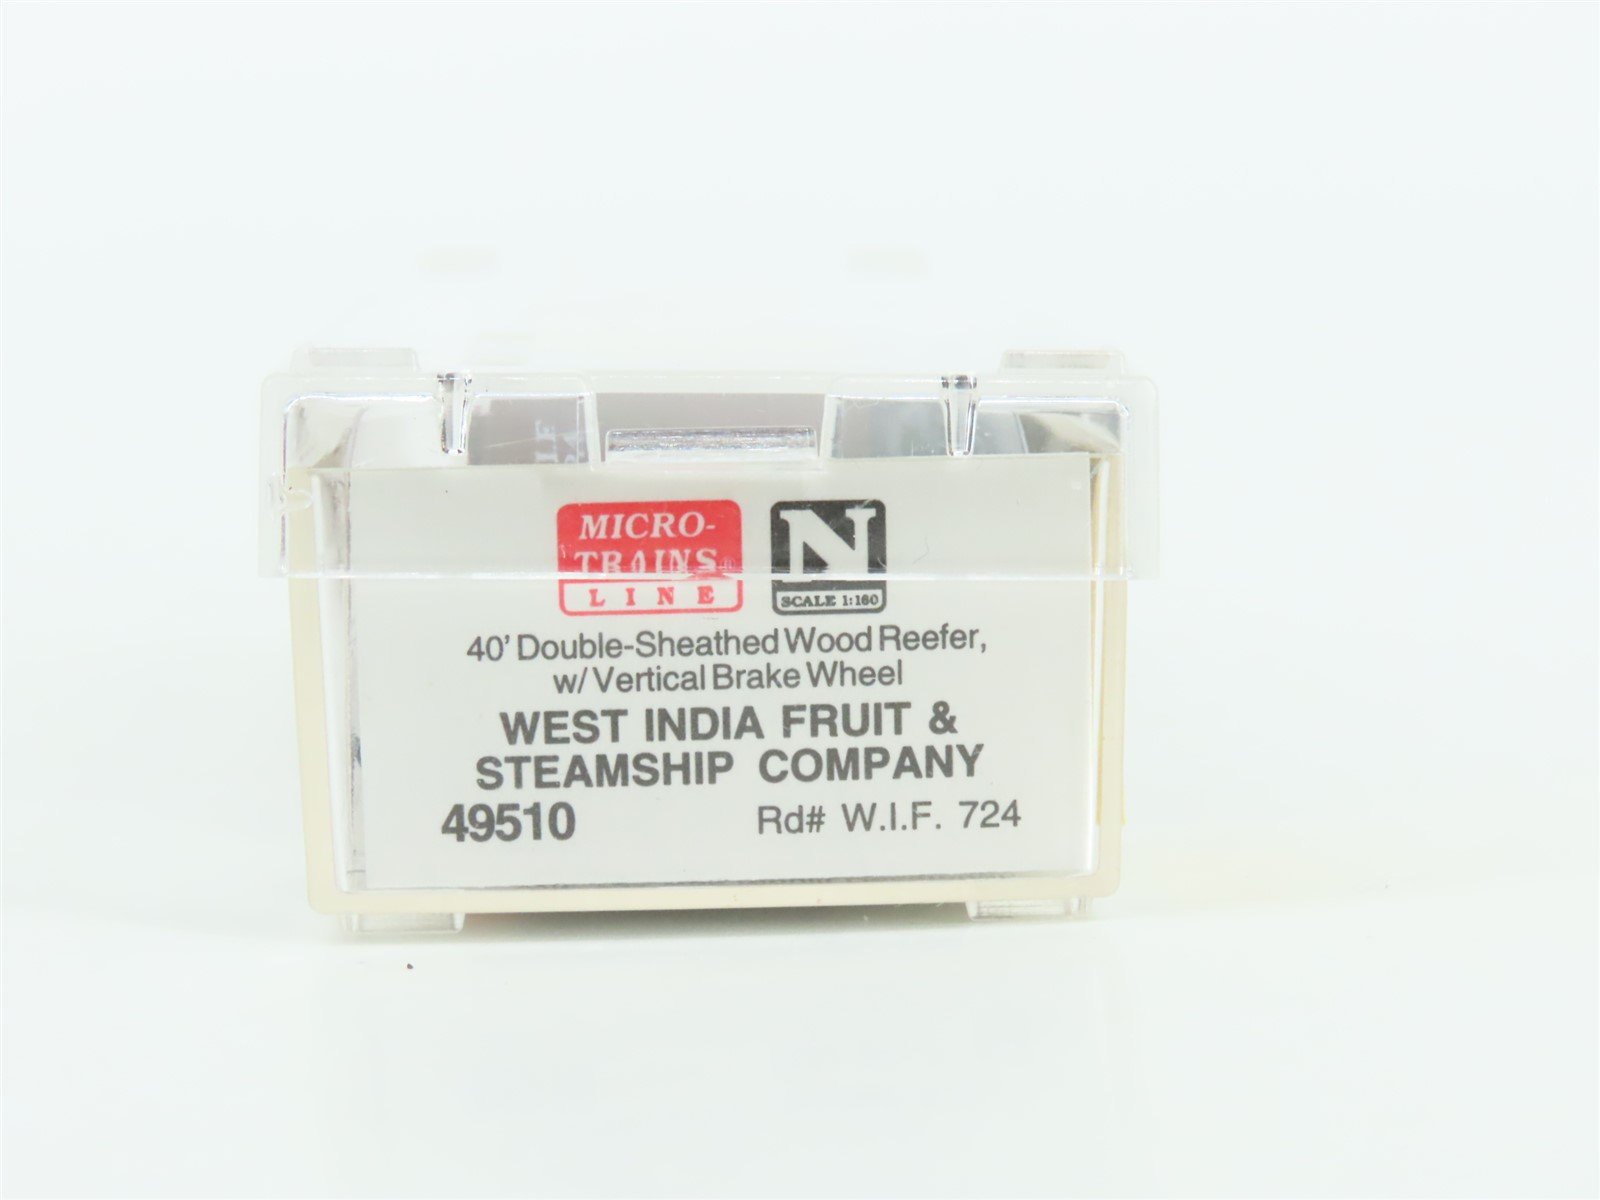 MICRO-
TRAINS®
LINE
N
SCALE 1:160
40' Double-Sheathed Wood Reefer,
w/ Vertical Brake Wheel
WEST INDIA FRUIT &
STEAMSHIP COMPANY
49510 Rd# W.I.F. 724